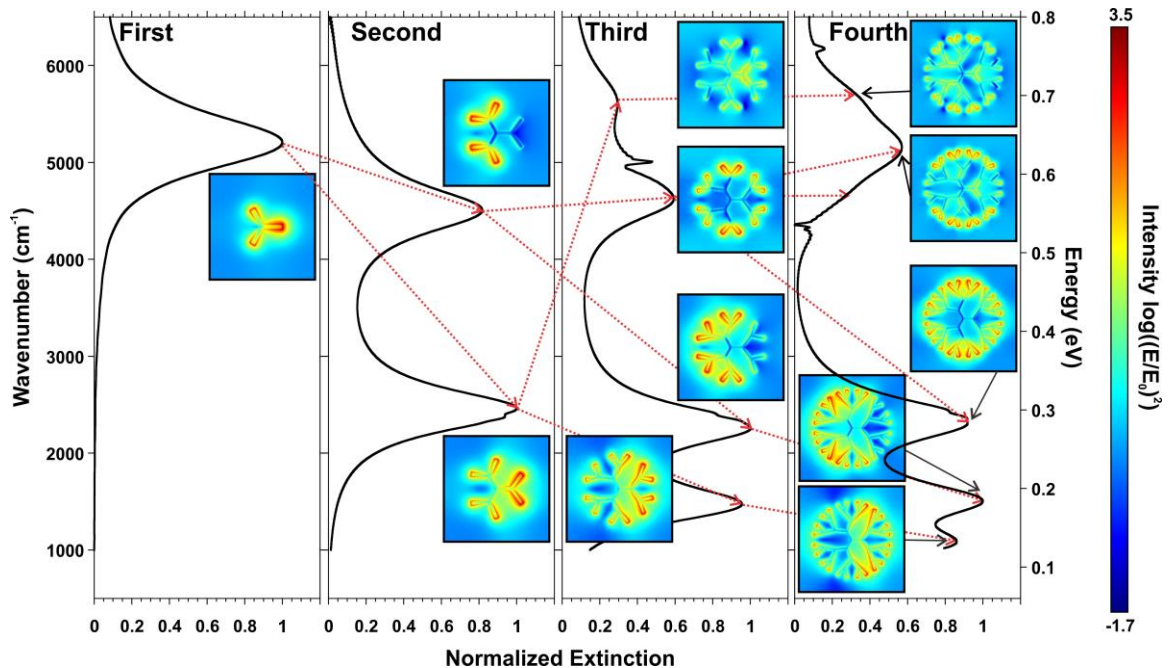 First
Second
Third
Fourth
0.8
3.5
6000
0.7
5000
0.6
4000
0.5
3000
0.4
2000
0.3
1000
0.2
0.1
-1.7
Wavenumber (cm⁻¹)
Energy (eV)
Intensity log((E/E₀)²)
0 0.2 0.4 0.6 0.8 1
0 0.2 0.4 0.6 0.8 1
0 0.2 0.4 0.6 0.8 1
0 0.2 0.4 0.6 0.8 1
Normalized Extinction